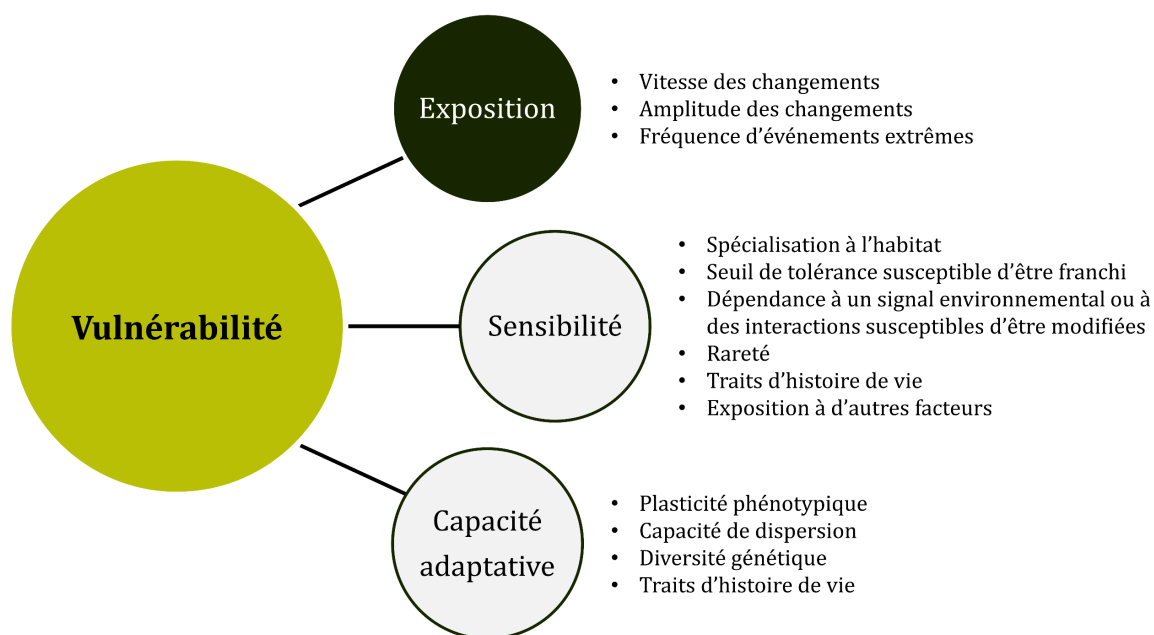 Vulnérabilité
Exposition
• Vitesse des changements
• Amplitude des changements
• Fréquence d’événements extrêmes
Sensibilité
• Spécialisation à l’habitat
• Seuil de tolérance susceptible d’être franchi
• Dépendance à un signal environnemental ou à
des interactions susceptibles d’être modifiées
• Rareté
• Traits d’histoire de vie
• Exposition à d’autres facteurs
Capacité
adaptative
• Plasticité phénotypique
• Capacité de dispersion
• Diversité génétique
• Traits d’histoire de vie